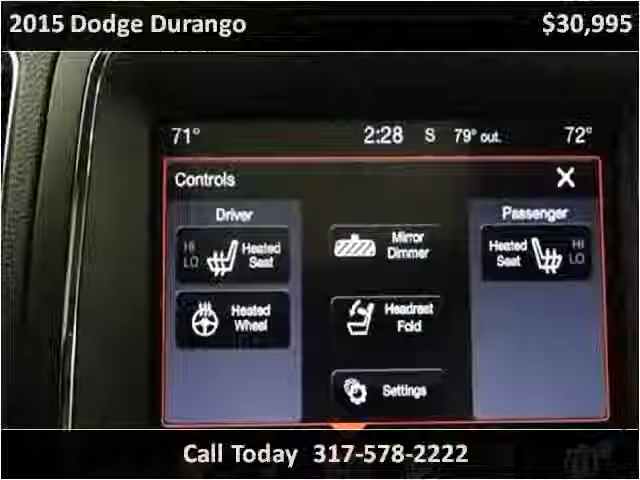 2015 Dodge Durango $30,995
71° 2:28 S 79° out. 72°
Controls X
Driver
Passenger
HI
LO
Heated
Seat
Mirror
Dimmer
Heated
Seat
HI
LO
Heated
Wheel
Headrest
Fold
Settings
Call Today 317-578-2222